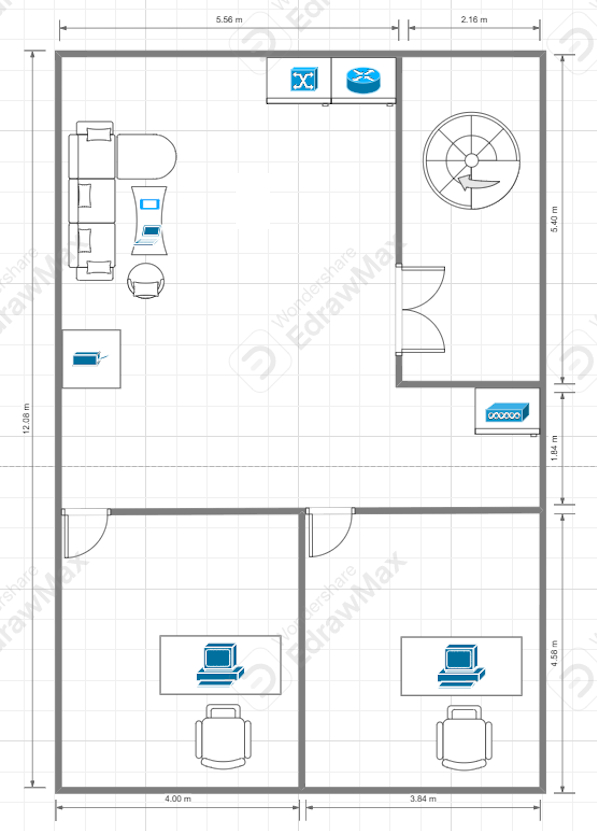 5.56 m
2.16 m
5.40 m
12.08 m
1.84 m
4.58 m
4.00 m
3.84 m
Wondershare
EdrawMax
Wondershare
EdrawMax
Wondershare
EdrawMax
Wondershare
EdrawMax